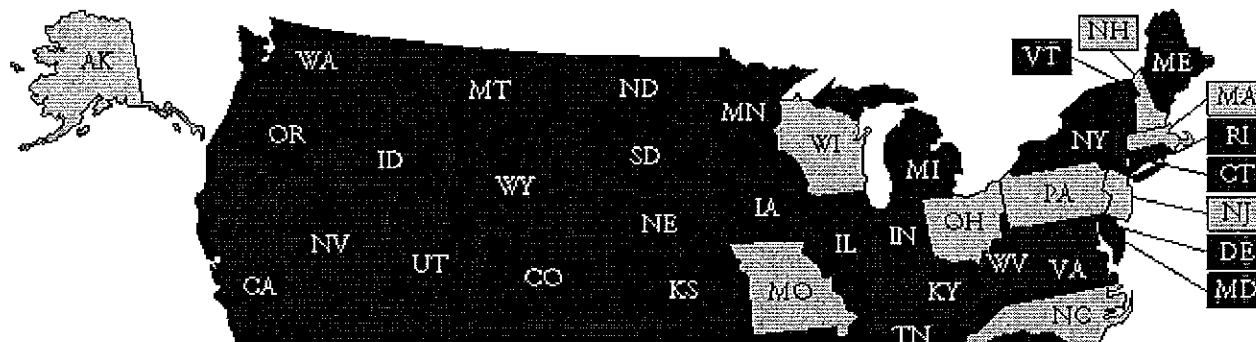 NH
VT
ME
AK
WA
MT
ND
MN
MA
OR
WI
NY
RI
ID
SD
MI
CT
WY
IA
PA
NJ
NE
OH
IL
IN
NV
UT
WV
VA
DE
CO
CA
KS
MO
KY
MD
NC
TN